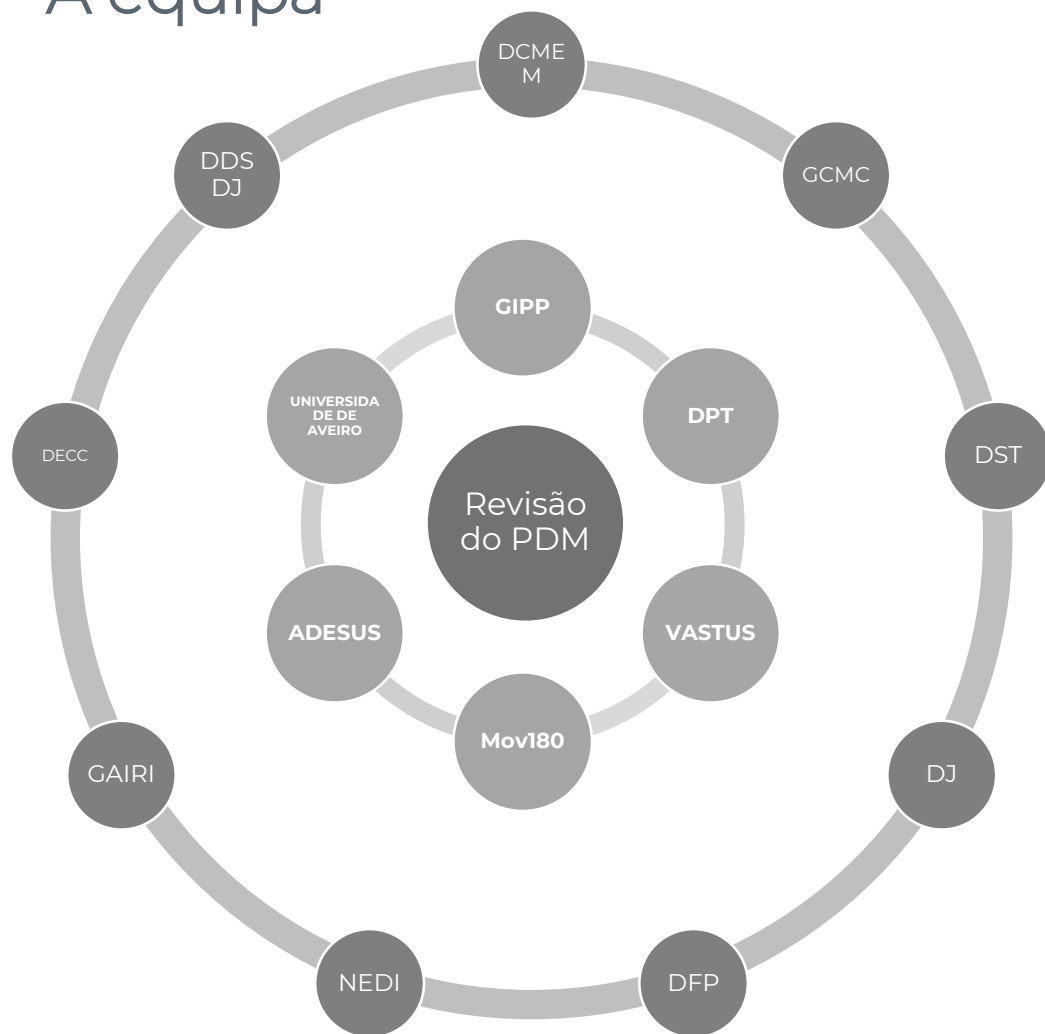 A equipa
DCME
M
DDS
DJ
GCMC
GIPP
UNIVERSIDA
DE DE
AVEIRO
DPT
DECC
DST
Revisão
do PDM
ADESUS
VASTUS
Mov180
GAIRI
DJ
NEDI
DFP